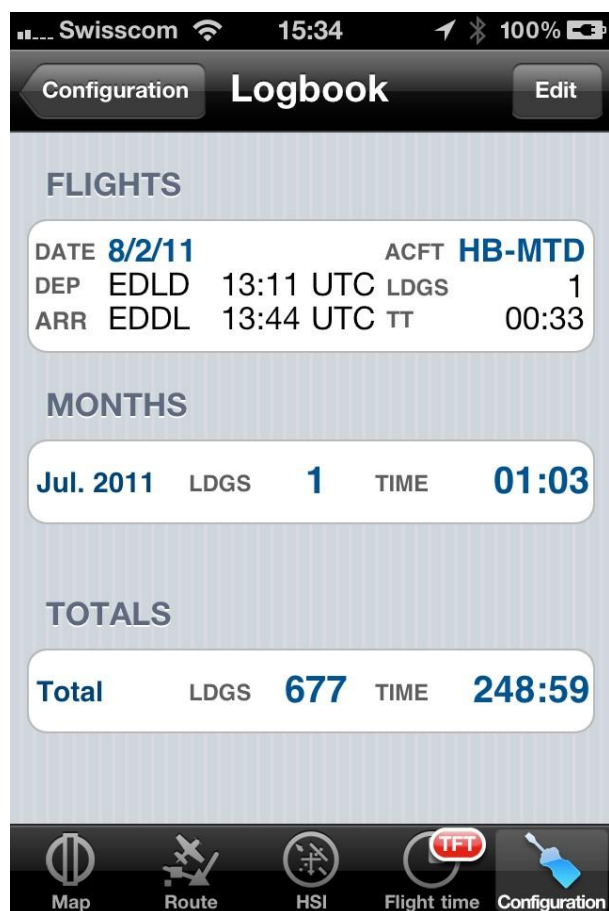 Swisscom 15:34 100%
Configuration Logbook Edit
FLIGHTS
DATE 8/2/11 ACFT HB-MTD
DEP EDLD 13:11 UTC LDGS 1
ARR EDDL 13:44 UTC TT 00:33
MONTHS
Jul. 2011 LDGS 1 TIME 01:03
TOTALS
Total LDGS 677 TIME 248:59
TFT
Map Route HSI Flight time Configuration